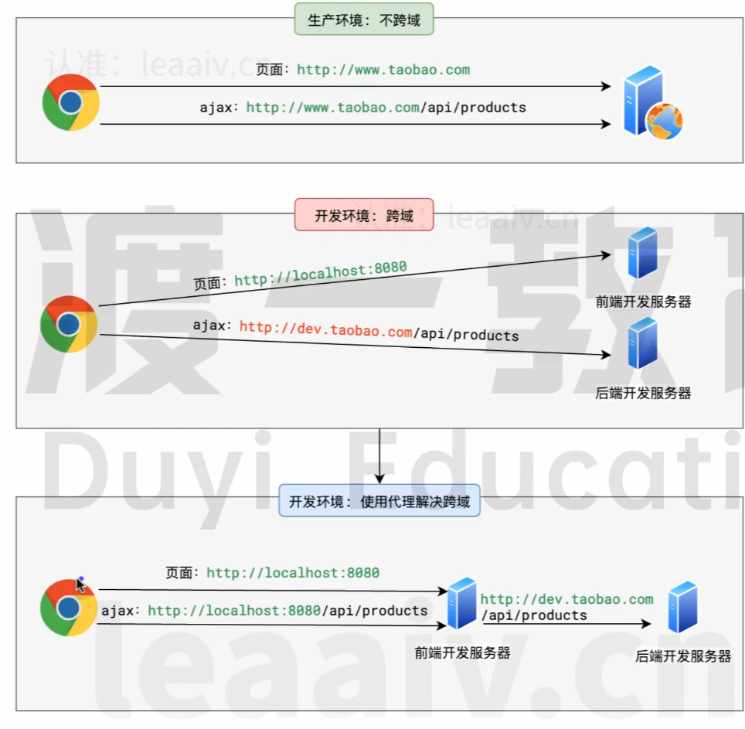 生产环境：不跨域
认准：leaaiv.cn
页面：http://www.taobao.com
ajax：http://www.taobao.com/api/products
开发环境：跨域
leaaiv.cn
渡一教
页面：http://localhost:8080
前端开发服务器
ajax：http://dev.taobao.com/api/products
后端开发服务器
Duyi Educati
开发环境：使用代理解决跨域
页面：http://localhost:8080
ajax：http://localhost:8080/api/products
http://dev.taobao.com
/api/products
前端开发服务器
后端开发服务器
leaaiv.cn